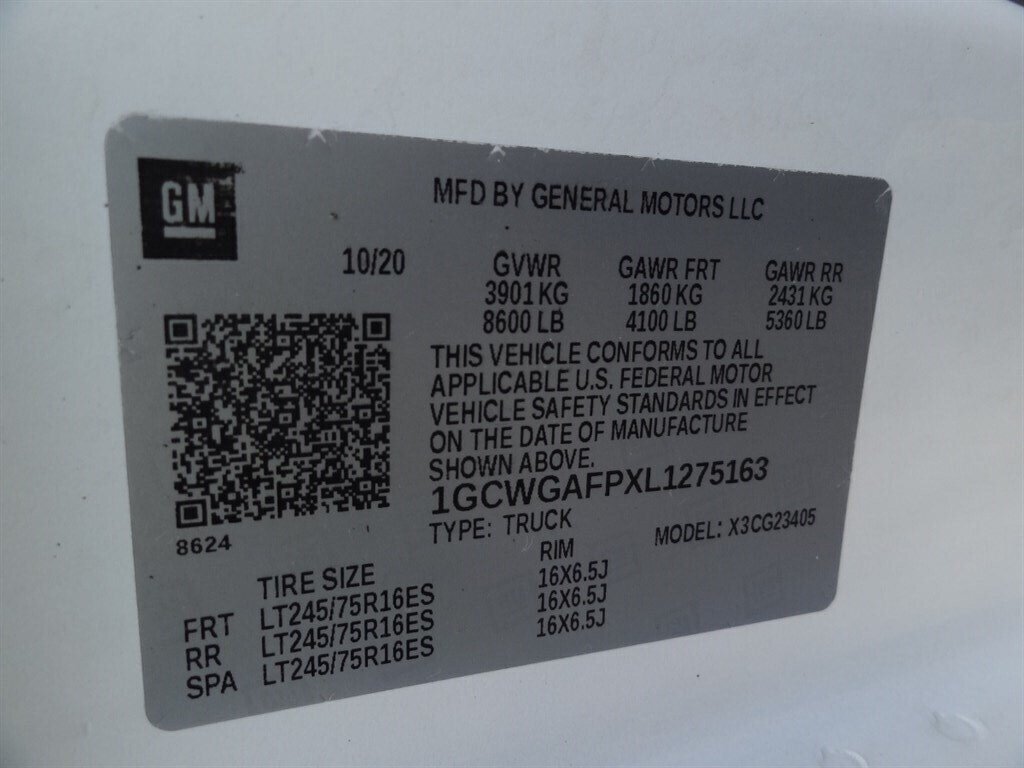 GM
MFD BY GENERAL MOTORS LLC
10/20
GVWR GAWR FRT GAWR RR
3901 KG 1860 KG 2431 KG
8600 LB 4100 LB 5360 LB
THIS VEHICLE CONFORMS TO ALL
APPLICABLE U.S. FEDERAL MOTOR
VEHICLE SAFETY STANDARDS IN EFFECT
ON THE DATE OF MANUFACTURE
SHOWN ABOVE.
1GCWGAFPXL1275163
TYPE: TRUCK MODEL: X3CG23405
8624
TIRE SIZE RIM
FRT LT245/75R16ES 16X6.5J
RR LT245/75R16ES 16X6.5J
SPA LT245/75R16ES 16X6.5J